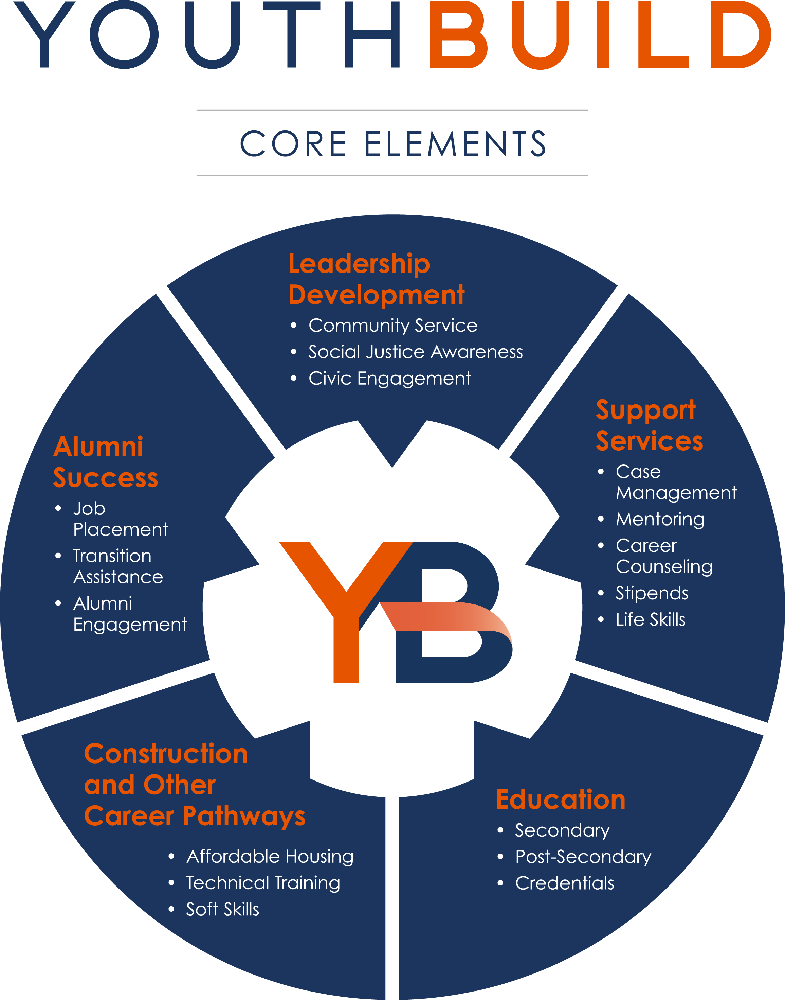 YOUTHBUILD
CORE ELEMENTS
Leadership
Development
• Community Service
• Social Justice Awareness
• Civic Engagement
Support
Services
• Case
Management
• Mentoring
• Career
Counseling
• Stipends
• Life Skills
Education
• Secondary
• Post-Secondary
• Credentials
Construction
and Other
Career Pathways
• Affordable Housing
• Technical Training
• Soft Skills
Alumni
Success
• Job
Placement
• Transition
Assistance
• Alumni
Engagement
YB